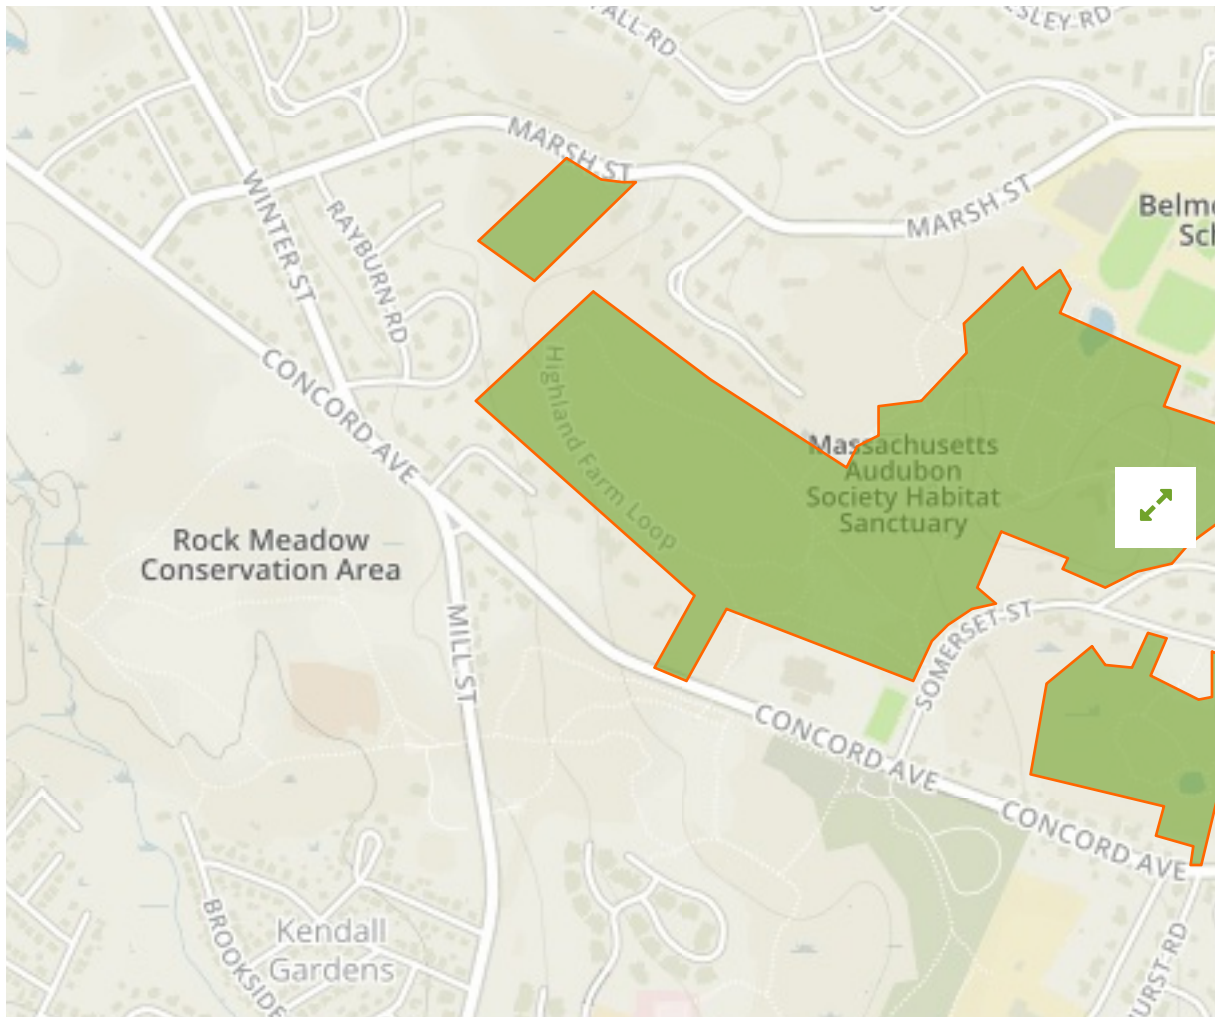 MARSH ST
WINTER ST
RAYBURN RD
MARSH ST
CONCORD AVE
Highland Farm Loop
Massachusetts
Audubon
Society Habitat
Sanctuary
Rock Meadow
Conservation Area
MILL ST
SOMERSET ST
CONCORD AVE
CONCORD AVE
Kendall
Gardens
BROOKSIDE